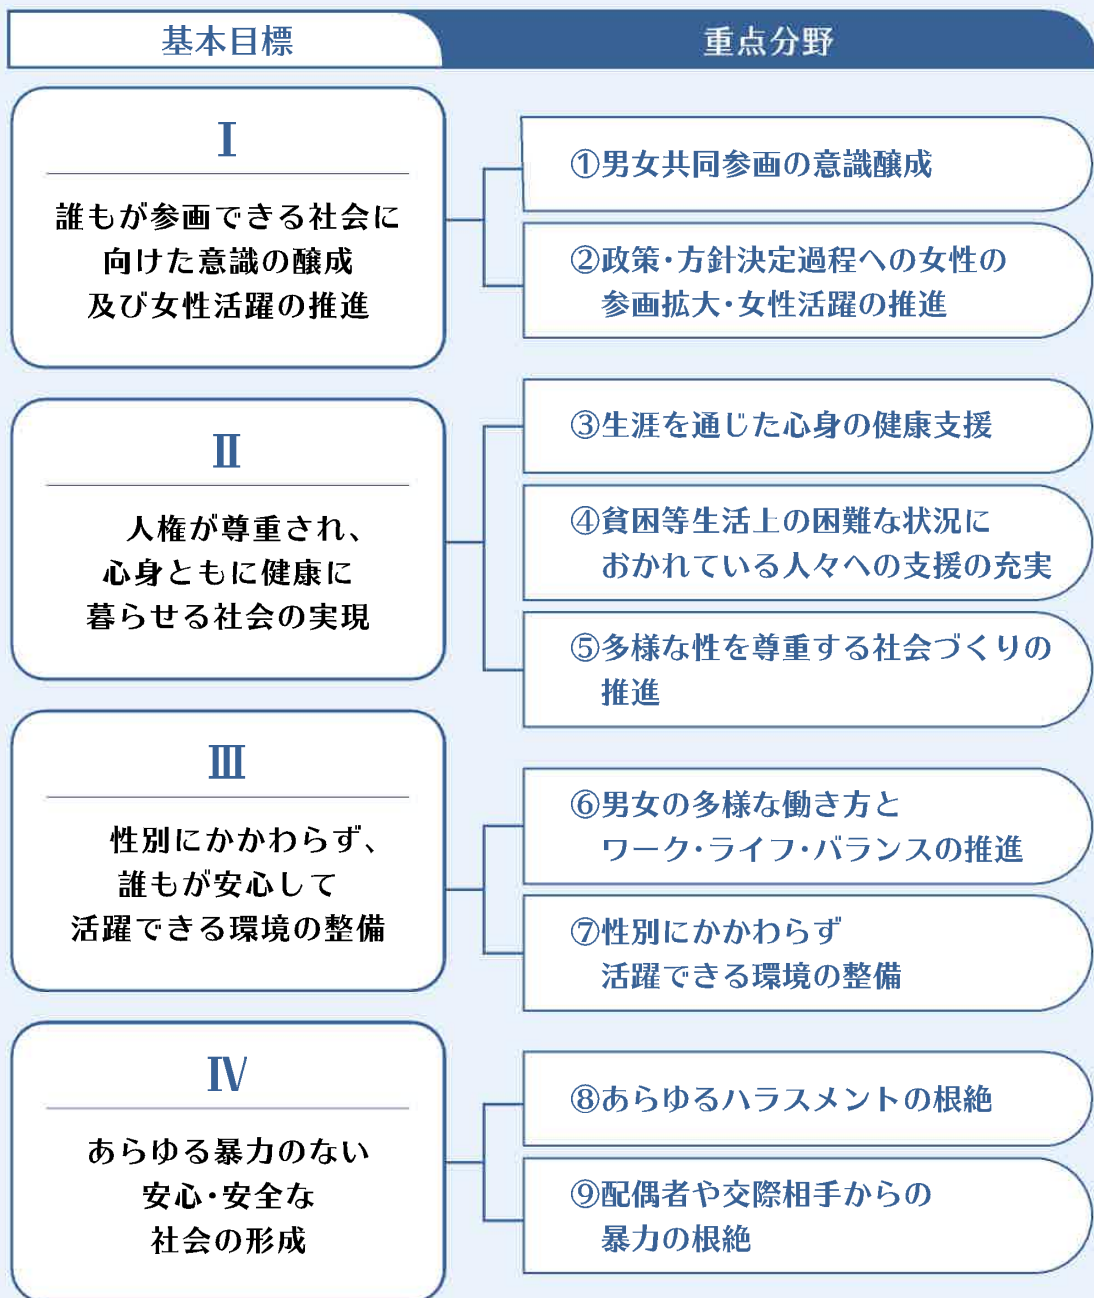 基本目標
重点分野
Ⅰ
誰もが参画できる社会に
向けた意識の醸成
及び女性活躍の推進
①男女共同参画の意識醸成
②政策・方針決定過程への女性の
参画拡大・女性活躍の推進
Ⅱ
人権が尊重され、
心身ともに健康に
暮らせる社会の実現
③生涯を通じた心身の健康支援
④貧困等生活上の困難な状況に
おかれている人々への支援の充実
⑤多様な性を尊重する社会づくりの
推進
Ⅲ
性別にかかわらず、
誰もが安心して
活躍できる環境の整備
⑥男女の多様な働き方と
ワーク・ライフ・バランスの推進
⑦性別にかかわらず
活躍できる環境の整備
Ⅳ
あらゆる暴力のない
安心・安全な
社会の形成
⑧あらゆるハラスメントの根絶
⑨配偶者や交際相手からの
暴力の根絶